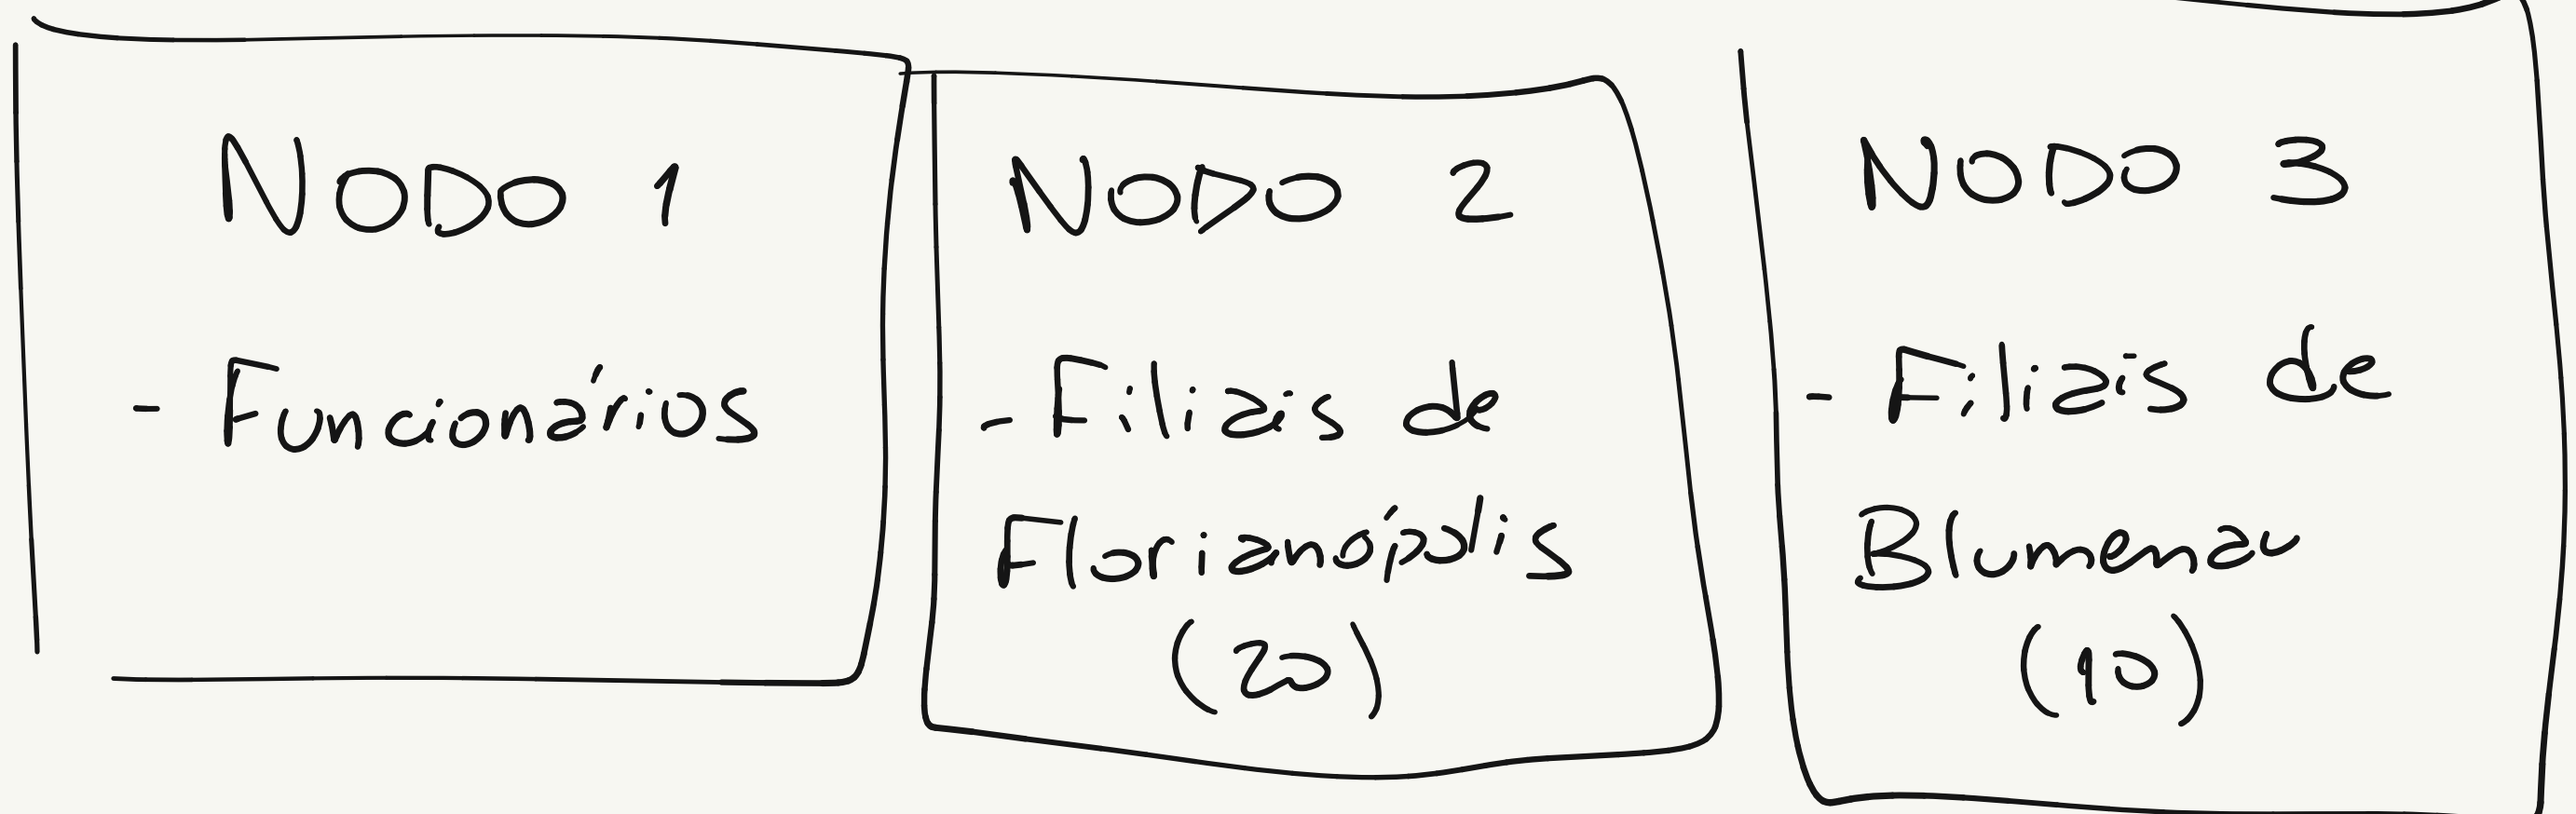 NODO 1
- Funcionários
NODO 2
- Filiais de
Florianópolis
(20)
NODO 3
- Filiais de
Blumenau
(10)